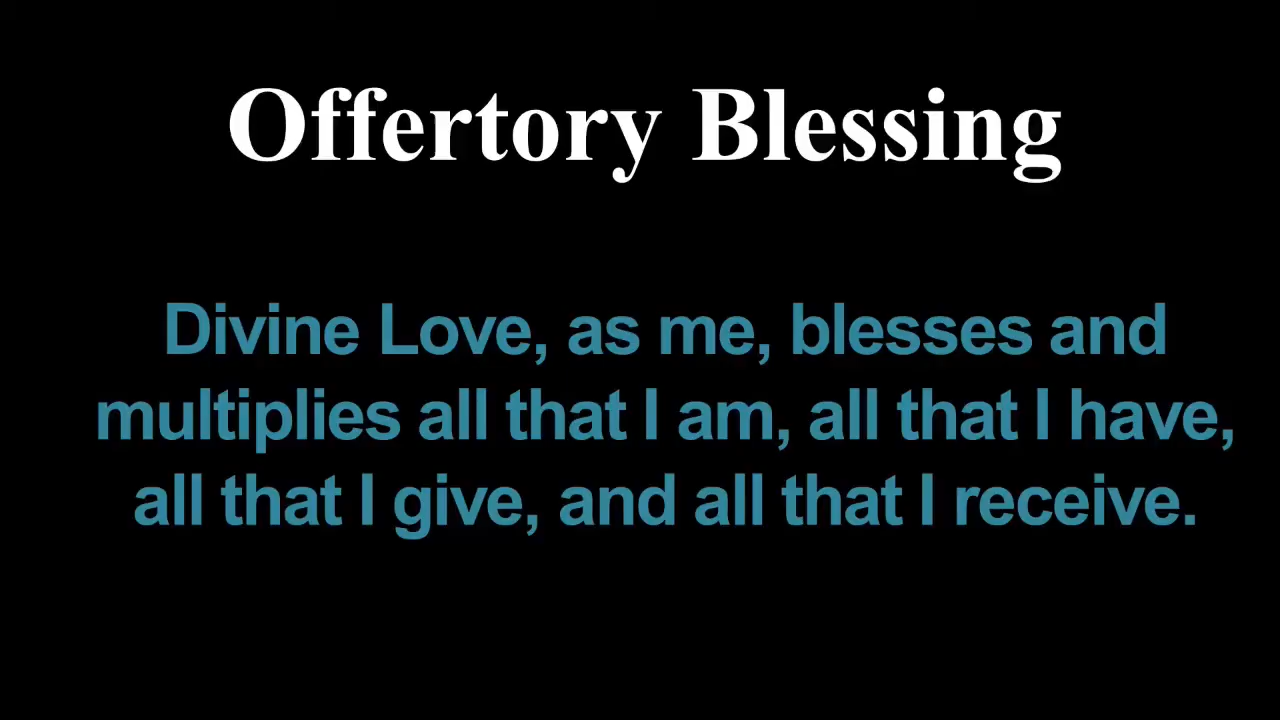 Offertory Blessing
Divine Love, as me, blesses and
multiplies all that I am, all that I have,
all that I give, and all that I receive.